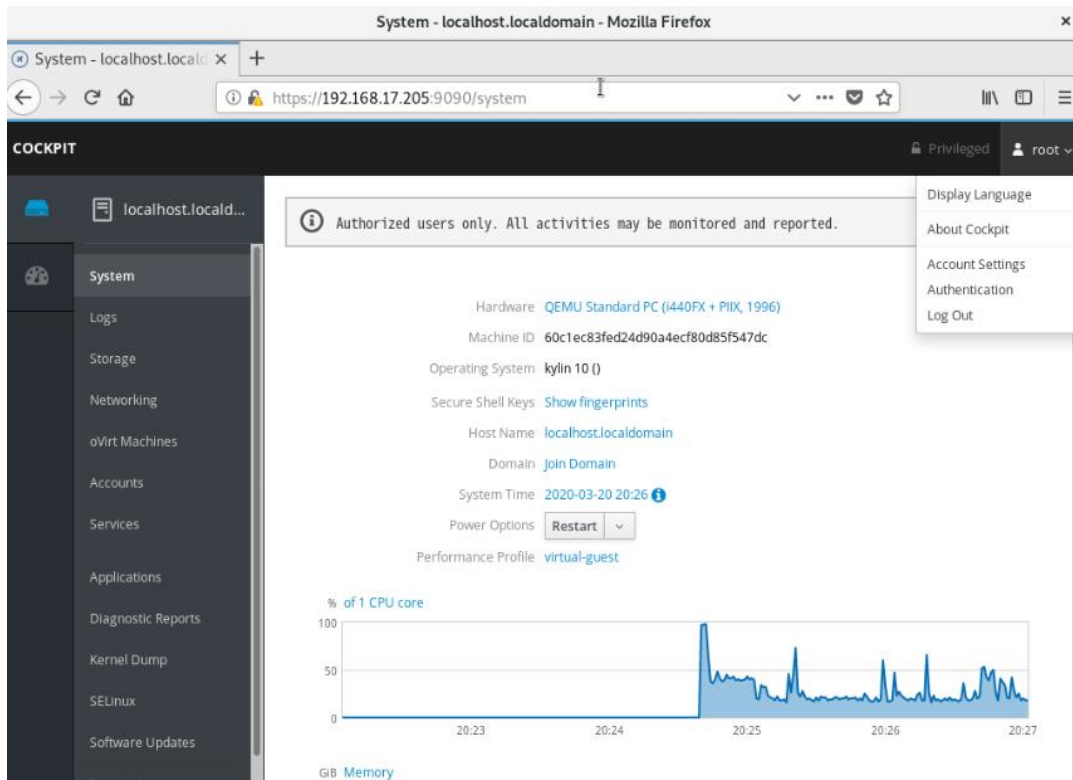 System - localhost.localdomain - Mozilla Firefox
System - localhost.locald
https://192.168.17.205:9090/system
COCKPIT
Privileged
root
Display Language
About Cockpit
Account Settings
Authentication
Log Out
localhost.locald...
System
Logs
Storage
Networking
oVirt Machines
Accounts
Services
Applications
Diagnostic Reports
Kernel Dump
SELinux
Software Updates
Authorized users only. All activities may be monitored and reported.
Hardware QEMU Standard PC (i440FX + PIIX, 1996)
Machine ID 60c1ec83fed24d90a4ecf80d85f547dc
Operating System kylin 10 ()
Secure Shell Keys Show fingerprints
Host Name localhost.localdomain
Domain Join Domain
System Time 2020-03-20 20:26
Power Options Restart
Performance Profile virtual-guest
% of 1 CPU core
100
50
0
20:23 20:24 20:25 20:26 20:27
GiB Memory